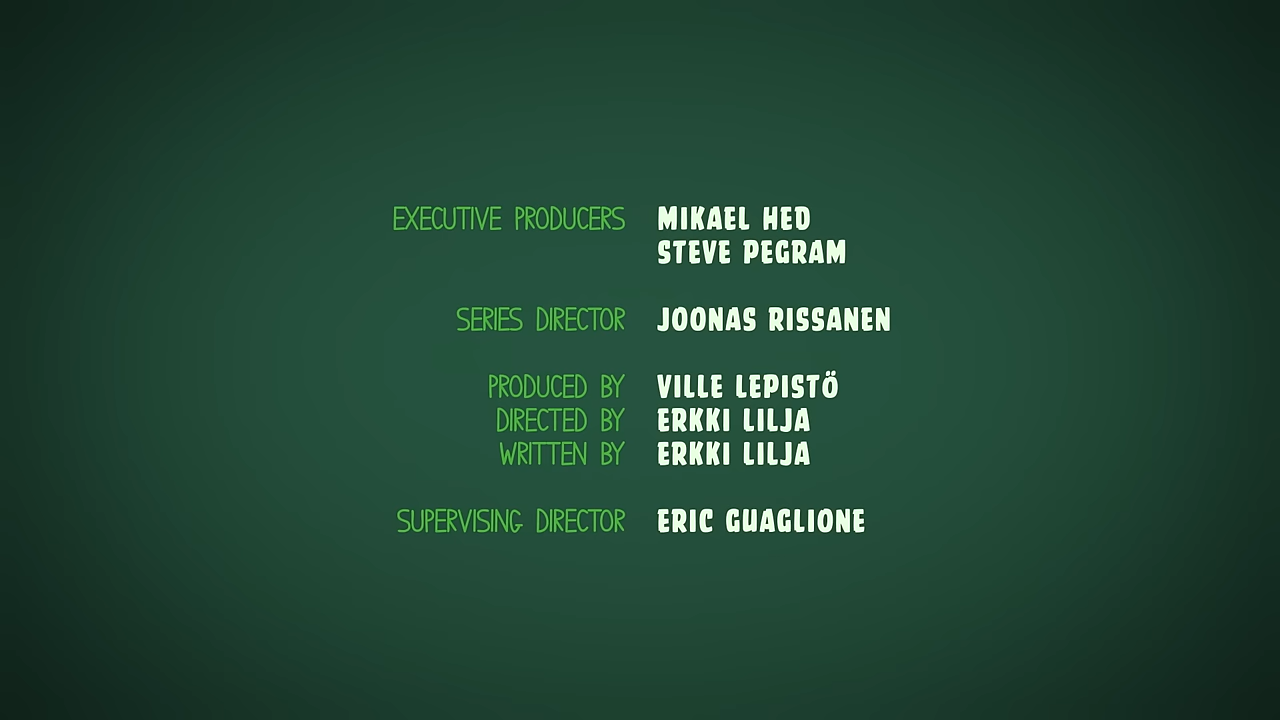 EXECUTIVE PRODUCERS MIKAEL HED
STEVE PEGRAM
SERIES DIRECTOR JOONAS RISSANEN
PRODUCED BY VILLE LEPISTÖ
DIRECTED BY ERKKI LILJA
WRITTEN BY ERKKI LILJA
SUPERVISING DIRECTOR ERIC GUAGLIONE